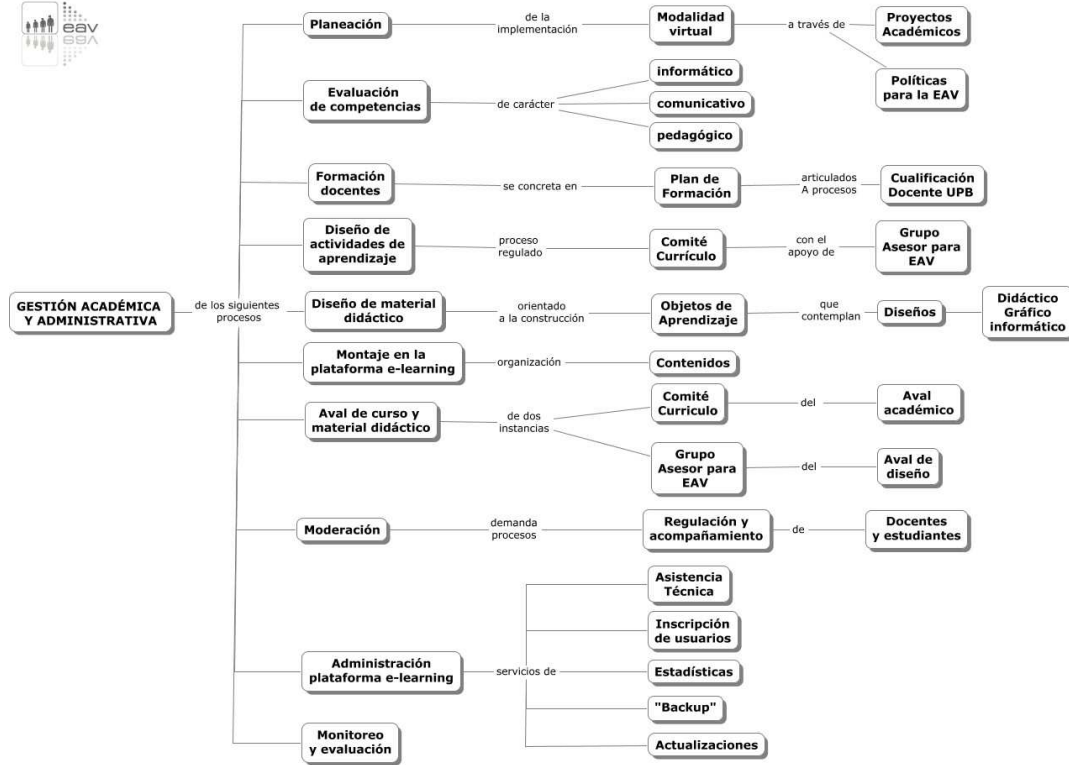 eav
Planeación
de la
implementación
Modalidad
virtual
a través de
Proyectos
Académicos
Políticas
para la EAV
Evaluación
de competencias
de carácter
informático
comunicativo
pedagógico
Formación
docentes
se concreta en
Plan de
Formación
articulados
A procesos
Cualificación
Docente UPB
Diseño de
actividades de
aprendizaje
proceso
regulado
Comité
Currículo
con el
apoyo de
Grupo
Asesor para
EAV
GESTIÓN ACADÉMICA
Y ADMINISTRATIVA
de los siguientes
procesos
Diseño de material
didáctico
orientado
a la construcción
Objetos de
Aprendizaje
que
contemplan
Diseños
Didáctico
Gráfico
informático
Montaje en la
plataforma e-learning
organización
Contenidos
Aval de curso y
material didáctico
de dos
instancias
Comité
Curriculo
del
Aval
académico
Grupo
Asesor para
EAV
del
Aval de
diseño
Moderación
demanda
procesos
Regulación y
acompañamiento
de
Docentes
y estudiantes
Administración
plataforma e-learning
servicios de
Asistencia
Técnica
Inscripción
de usuarios
Estadísticas
"Backup"
Actualizaciones
Monitoreo
y evaluación